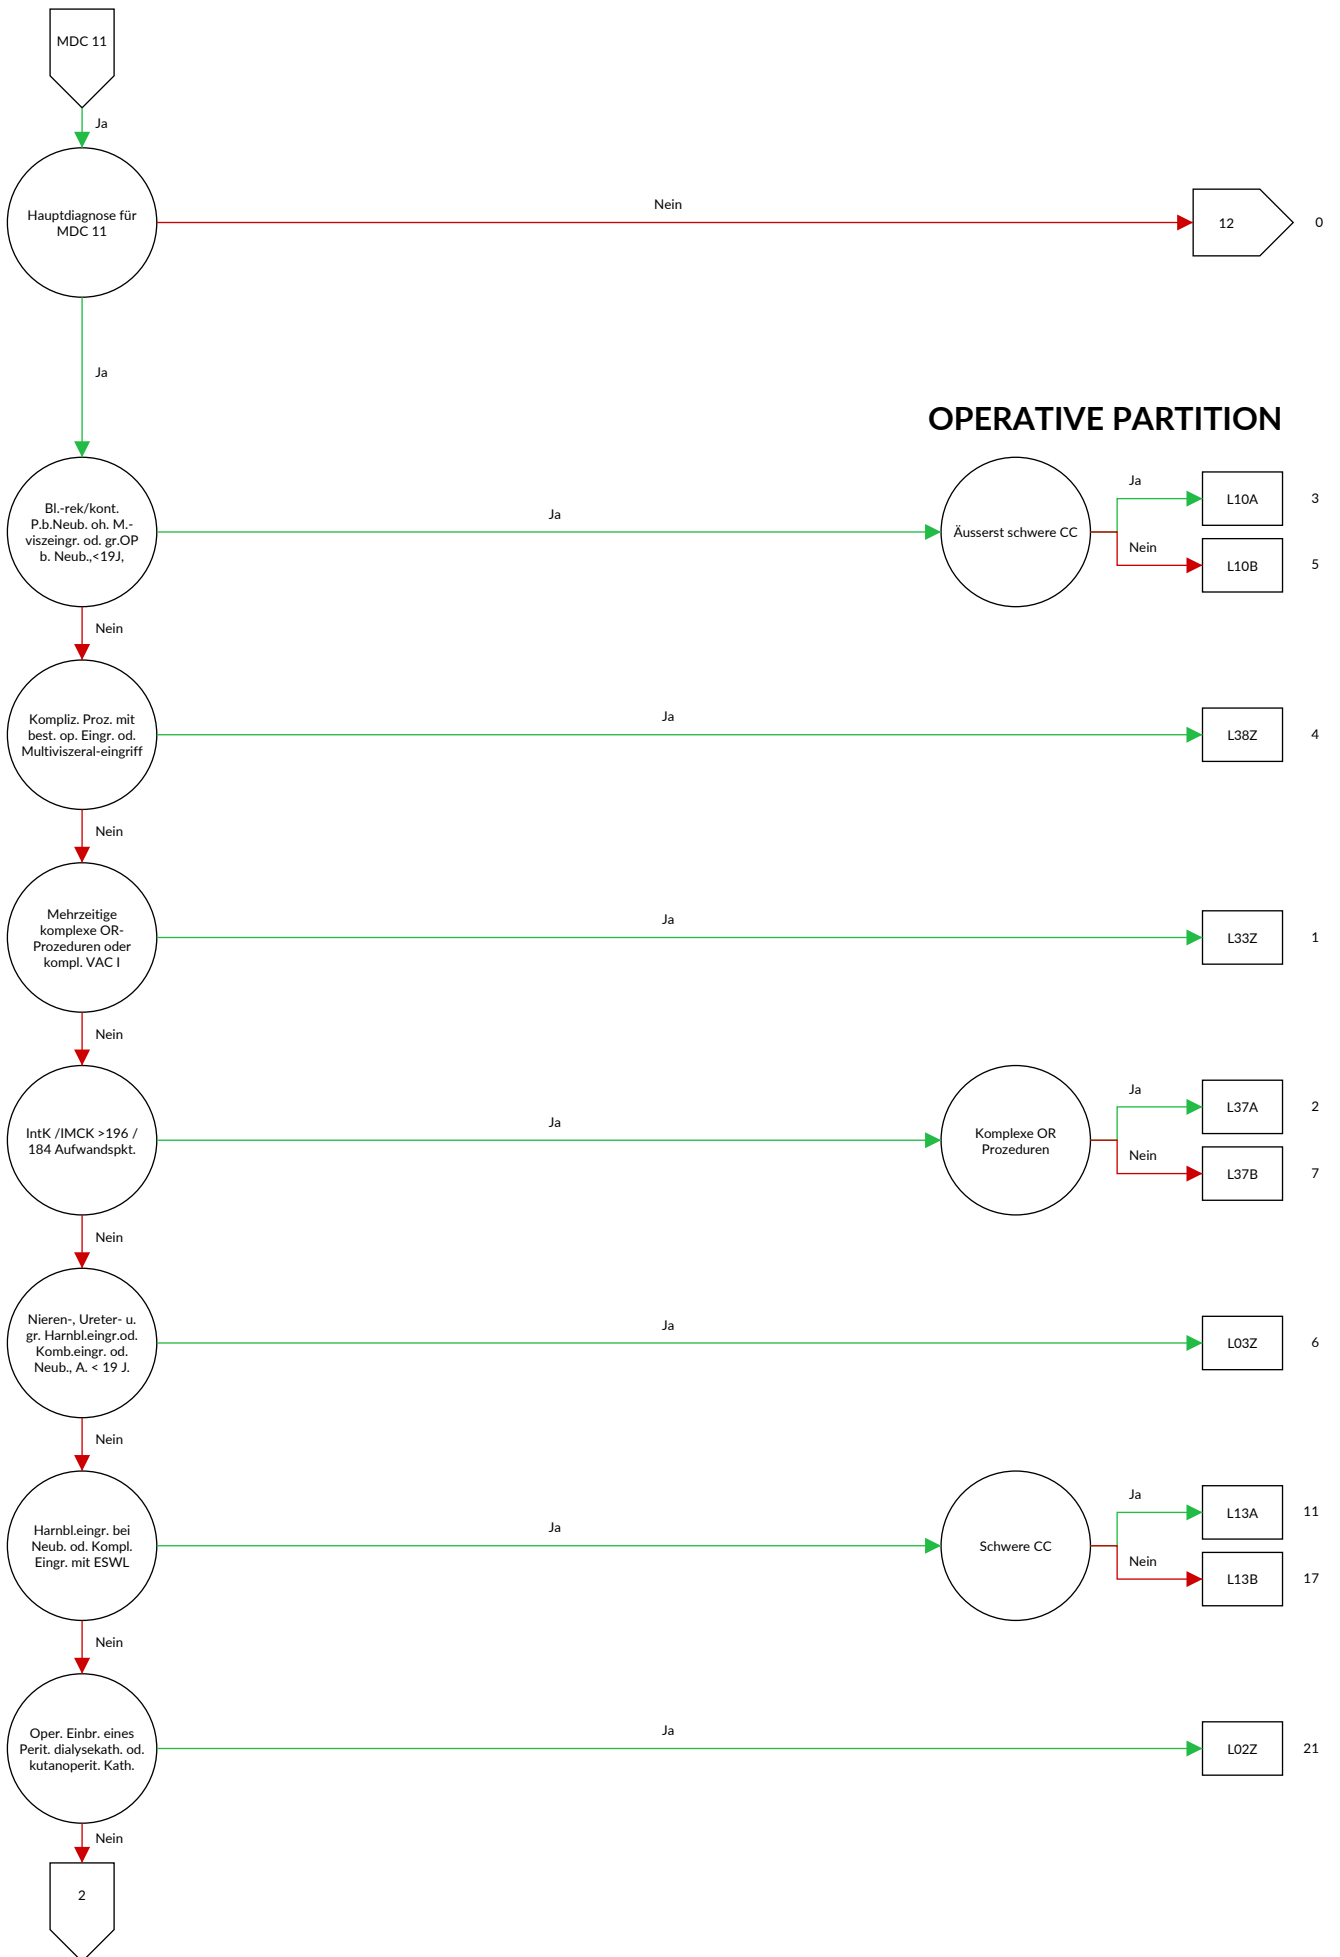 MDC 11
Ja
Hauptdiagnose für
MDC 11
Nein
12
0
Ja
OPERATIVE PARTITION
Bl.-rek/kont.
P.b.Neub. oh. M.-
viszeingr. od. gr.OP
b. Neub.,<19J,
Ja
Äusserst schwere CC
Ja
L10A
3
Nein
L10B
5
Nein
Kompliz. Proz. mit
best. op. Eingr. od.
Multiviszeral-eingriff
Ja
L38Z
4
Nein
Mehrzeitige
komplexe OR-
Prozeduren oder
kompl. VAC I
Ja
L33Z
1
Nein
IntK /IMCK >196 /
184 Aufwandspkt.
Ja
Komplexe OR
Prozeduren
Ja
L37A
2
Nein
L37B
7
Nein
Nieren-, Ureter- u.
gr. Harnbl.eingr.od.
Komb.eingr. od.
Neub., A. < 19 J.
Ja
L03Z
6
Nein
Harnbl.eingr. bei
Neub. od. Kompl.
Eingr. mit ESWL
Ja
Schwere CC
Ja
L13A
11
Nein
L13B
17
Nein
Oper. Einbr. eines
Perit. dialysekath. od.
kutanoperit. Kath.
Ja
L02Z
21
Nein
2